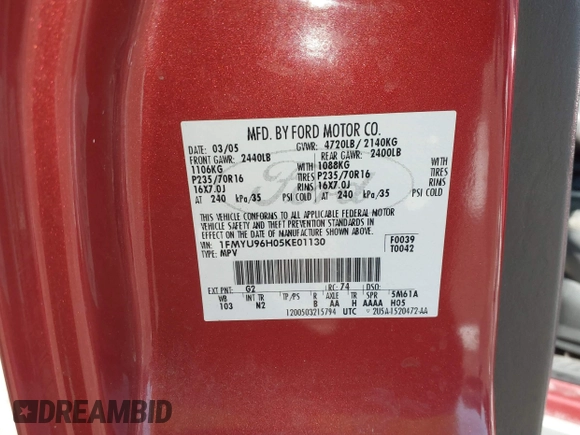 MFD. BY FORD MOTOR CO.
DATE: 03/05 GVWR: 4720LB/ 2140KG
FRONT GAWR: 2440LB REAR GAWR: 2400LB
1106KG WITH 1088KG WITH
P235/70R16 TIRES P235/70R16 TIRES
16X7.0J RIMS 16X7.0J RIMS
AT 240 kPa/35 PSI COLD AT 240 kPa/35 PSI COLD
THIS VEHICLE CONFORMS TO ALL APPLICABLE FEDERAL MOTOR
VEHICLE SAFETY AND THEFT PREVENTION STANDARDS IN
EFFECT ON THE DATE OF MANUFACTURE SHOWN ABOVE.
VIN: 1FMYU96H05KE01130 F0039
TYPE: MPV T0042
Ford
EXT PNT: G2 RC: 74 DSO:
WB INT TR TP/PS R AXLE TR SPR 5M61A
103 N2 B AA H AAAA H05
1200503215794 UTC 2U5A-1520472-AA
DREAMBID